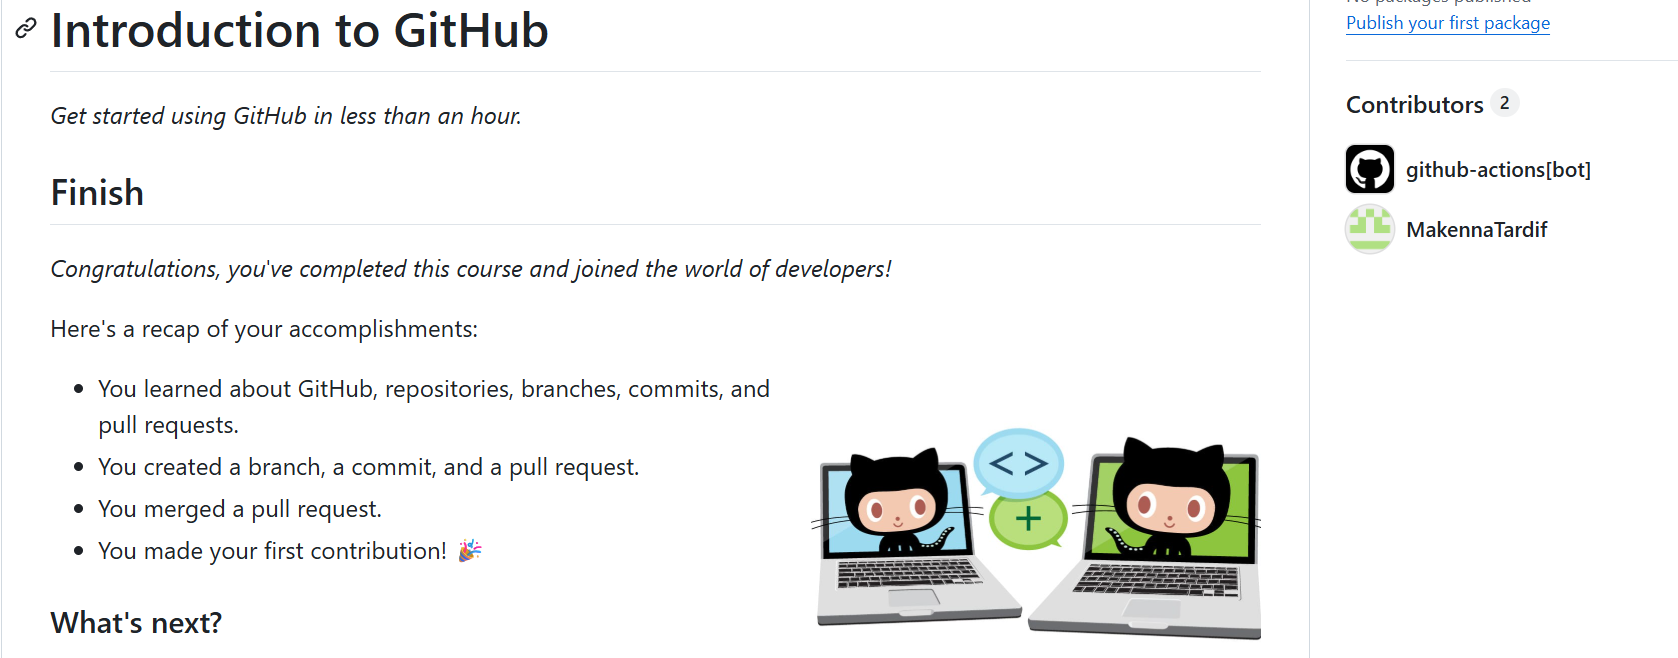 Introduction to GitHub
Get started using GitHub in less than an hour.
Finish
Congratulations, you've completed this course and joined the world of developers!
Here's a recap of your accomplishments:
You learned about GitHub, repositories, branches, commits, and
pull requests.
You created a branch, a commit, and a pull request.
You merged a pull request.
You made your first contribution! 🎉
< >
+
What's next?
No packages published
Publish your first package
Contributors 2
github-actions[bot]
MakennaTardif